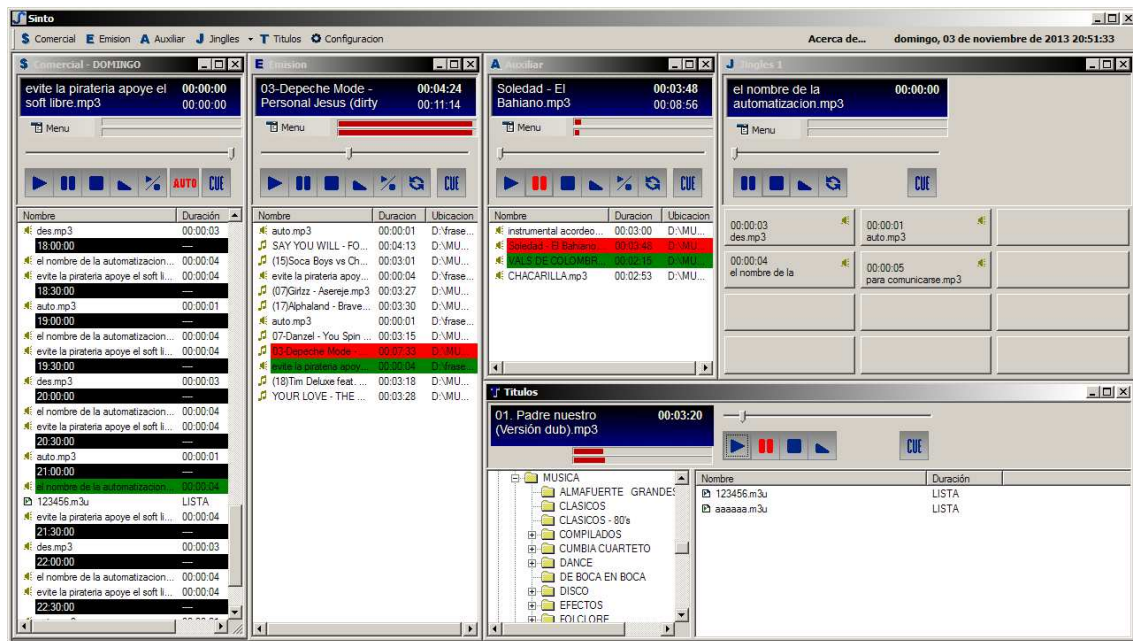 Sinto
$ Comercial E Emision A Auxiliar J Jinglles T Titulos Configuracion Acerca de... domingo, 03 de noviembre de 2013 20:51:33
$ Comercial - DOMINGO
evite la pirateria apoye el 00:00:00
soft libre.mp3 00:00:00
Menu
AUTO CUE
Nombre Duración
des.mp3 00:00:03
18:00:00 ---
el nombre de la automatizacion... 00:00:04
evite la pirateria apoye el soft li... 00:00:04
18:30:00 ---
auto.mp3 00:00:01
19:00:00 ---
el nombre de la automatizacion... 00:00:04
evite la pirateria apoye el soft li... 00:00:04
19:30:00 ---
des.mp3 00:00:03
20:00:00 ---
el nombre de la automatizacion... 00:00:04
evite la pirateria apoye el soft li... 00:00:04
20:30:00 ---
auto.mp3 00:00:01
21:00:00 ---
el nombre de la automatizacion... 00:00:04
123456.m3u LISTA
evite la pirateria apoye el soft li... 00:00:04
21:30:00 ---
des.mp3 00:00:03
22:00:00 ---
el nombre de la automatizacion... 00:00:04
evite la pirateria apoye el soft li... 00:00:04
22:30:00 ---
E Emision
03-Depeche Mode - 00:04:24
Personal Jesus (dirty 00:11:14
Menu
CUE
Nombre Duracion Ubicacion
auto.mp3 00:00:01 D:\frase...
SAY YOU WILL - FO... 00:04:13 D:\MU...
(15)Soca Boys vs Ch... 00:03:01 D:\MU...
evite la pirateria apoy... 00:00:04 D:\frase...
(07)Girlzz - Asereje.mp3 00:03:27 D:\MU...
(17)Alphaland - Brave... 00:03:30 D:\MU...
auto.mp3 00:00:01 D:\frase...
07-Danzel - You Spin ... 00:03:15 D:\MU...
03-Depeche Mode - ... 00:07:33 D:\MU...
evite la pirateria apoy... 00:00:04 D:\frase...
(18)Tim Deluxe feat. ... 00:03:18 D:\MU...
YOUR LOVE - THE ... 00:03:28 D:\MU...
A Auxiliar
Soledad - El 00:03:48
Bahiano.mp3 00:08:56
Menu
CUE
Nombre Duracion Ubicacion
instrumental acordeo... 00:03:00 D:\MU...
Soledad - El Bahiano... 00:03:48 D:\MU...
VALS DE COLOMBR... 00:02:15 D:\MU...
CHACARILLA.mp3 00:02:53 D:\MU...
J Jingles 1
el nombre de la 00:00:00
automatizacion.mp3
Menu
CUE
00:00:03
des.mp3
00:00:01
auto.mp3
00:00:04
el nombre de la
00:00:05
para comunicarse.mp3
T Titulos
01. Padre nuestro 00:03:20
(Versión dub).mp3
CUE
MUSICA
ALMAFUERTE GRANDES
CLASICOS
CLASICOS - 80's
COMPILADOS
CUMBIA CUARTETO
DANCE
DE BOCA EN BOCA
DISCO
EFECTOS
FOLCLORE
Nombre Duración
123456.m3u LISTA
aaaaaa.m3u LISTA